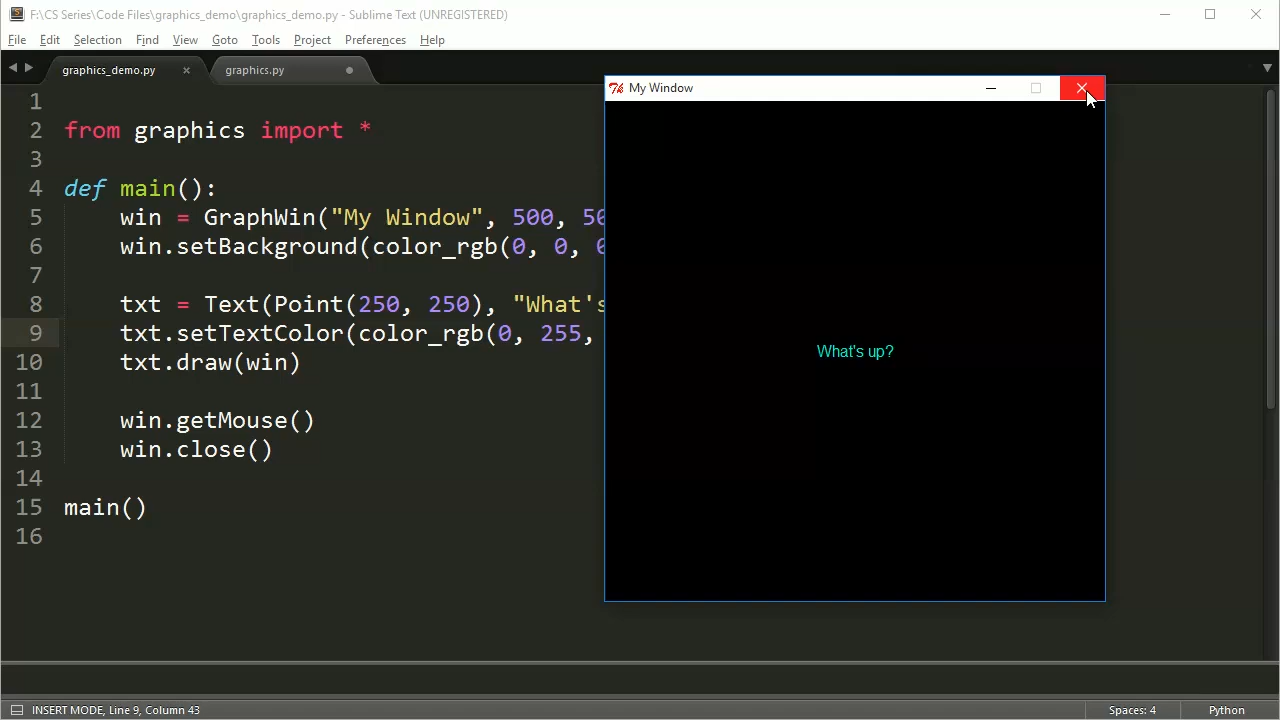 F:\CS Series\Code Files\graphics_demo\graphics_demo.py - Sublime Text (UNREGISTERED)
File Edit Selection Find View Goto Tools Project Preferences Help
graphics_demo.py × graphics.py
My Window
1
2 from graphics import *
3
4 def main():
5 win = GraphWin("My Window", 500, 50
6 win.setBackground(color_rgb(0, 0, 0
7
8 txt = Text(Point(250, 250), "What's
9 txt.setTextColor(color_rgb(0, 255,
10 txt.draw(win)
11
12 win.getMouse()
13 win.close()
14
15 main()
16
What's up?
INSERT MODE, Line 9, Column 43 Spaces: 4 Python